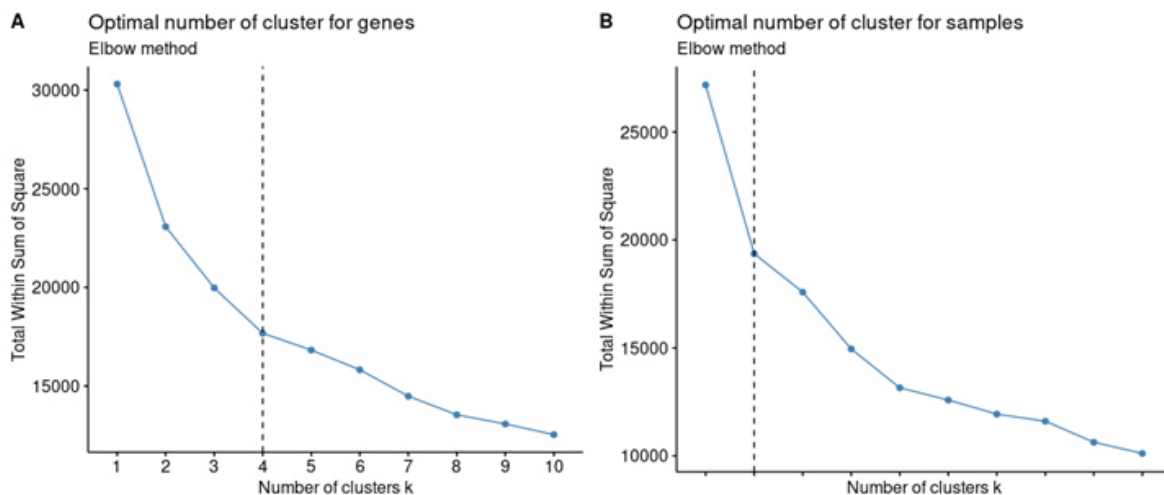 A
Optimal number of cluster for genes
Elbow method
Total Within Sum of Square
30000
25000
20000
15000
1 2 3 4 5 6 7 8 9 10
Number of clusters k
B
Optimal number of cluster for samples
Elbow method
Total Within Sum of Square
25000
20000
15000
10000
Number of clusters k